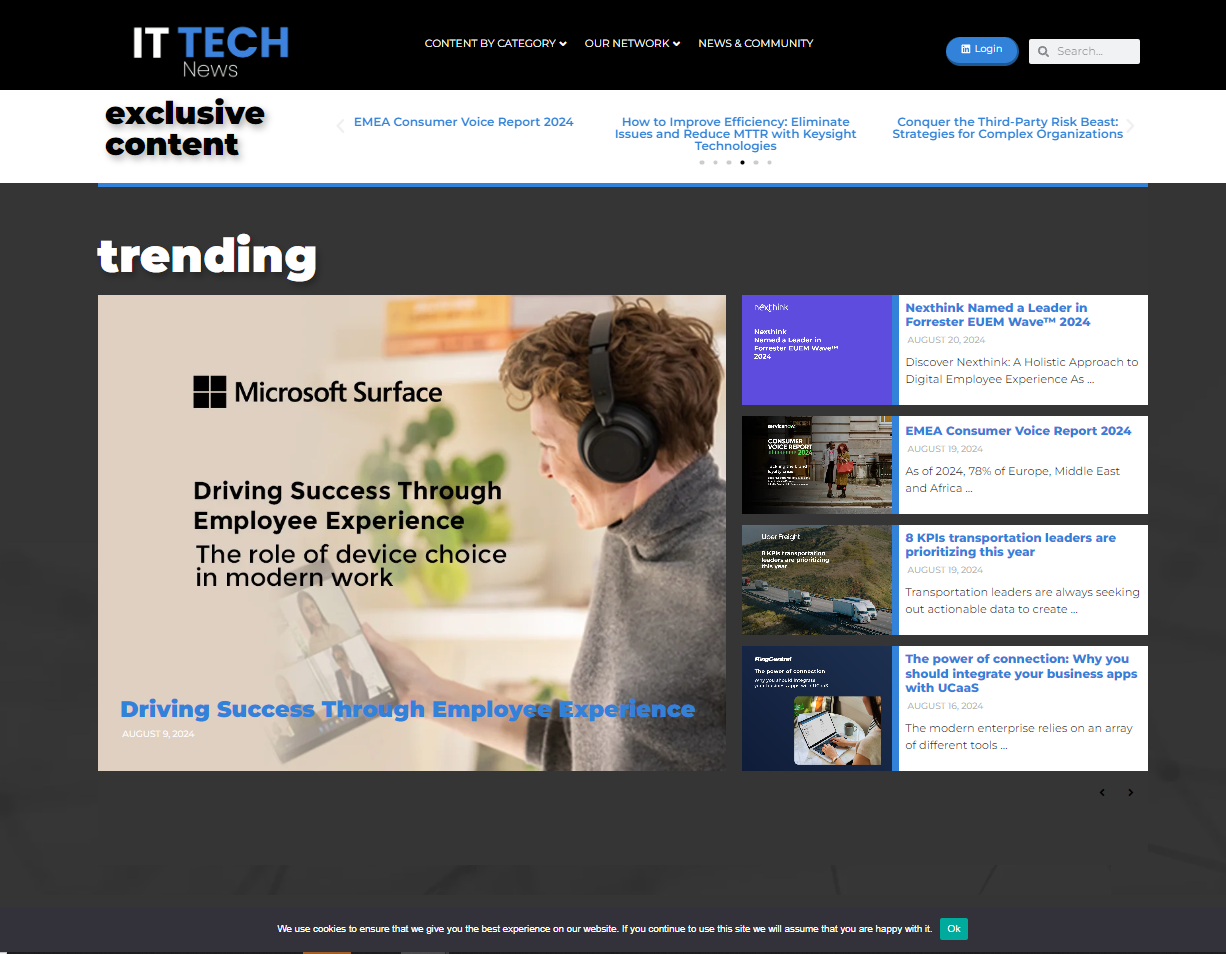 IT TECH
News
CONTENT BY CATEGORY
OUR NETWORK
NEWS & COMMUNITY
Login
Search...
exclusive
content
EMEA Consumer Voice Report 2024
How to Improve Efficiency: Eliminate
Issues and Reduce MTTR with Keysight
Technologies
Conquer the Third-Party Risk Beast:
Strategies for Complex Organizations
trending
Microsoft Surface
Driving Success Through
Employee Experience
The role of device choice
in modern work
Driving Success Through Employee Experience
AUGUST 9, 2024
nexthink
Nexthink
Named a Leader in
Forrester EUEM Wave™
2024
Nexthink Named a Leader in
Forrester EUEM Wave™ 2024
AUGUST 20, 2024
Discover Nexthink: A Holistic Approach to
Digital Employee Experience As ...
servicenow
CONSUMER
VOICE REPORT
2024
EMEA Consumer Voice Report 2024
AUGUST 19, 2024
As of 2024, 78% of Europe, Middle East
and Africa ...
Uber Freight
8 KPIs transportation
leaders are prioritizing
this year
8 KPIs transportation leaders are
prioritizing this year
AUGUST 19, 2024
Transportation leaders are always seeking
out actionable data to create ...
RingCentral
The power of connection
Why you should integrate
your business apps with UCaaS
The power of connection: Why you
should integrate your business apps
with UCaaS
AUGUST 16, 2024
The modern enterprise relies on an array
of different tools ...
We use cookies to ensure that we give you the best experience on our website. If you continue to use this site we will assume that you are happy with it.
Ok